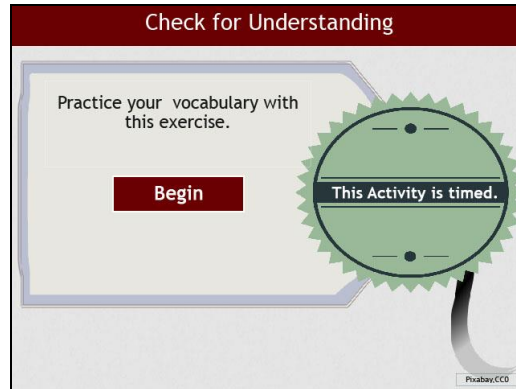 Check for Understanding
Practice your vocabulary with
this exercise.
Begin
This Activity is timed.
Pixabay,CC0